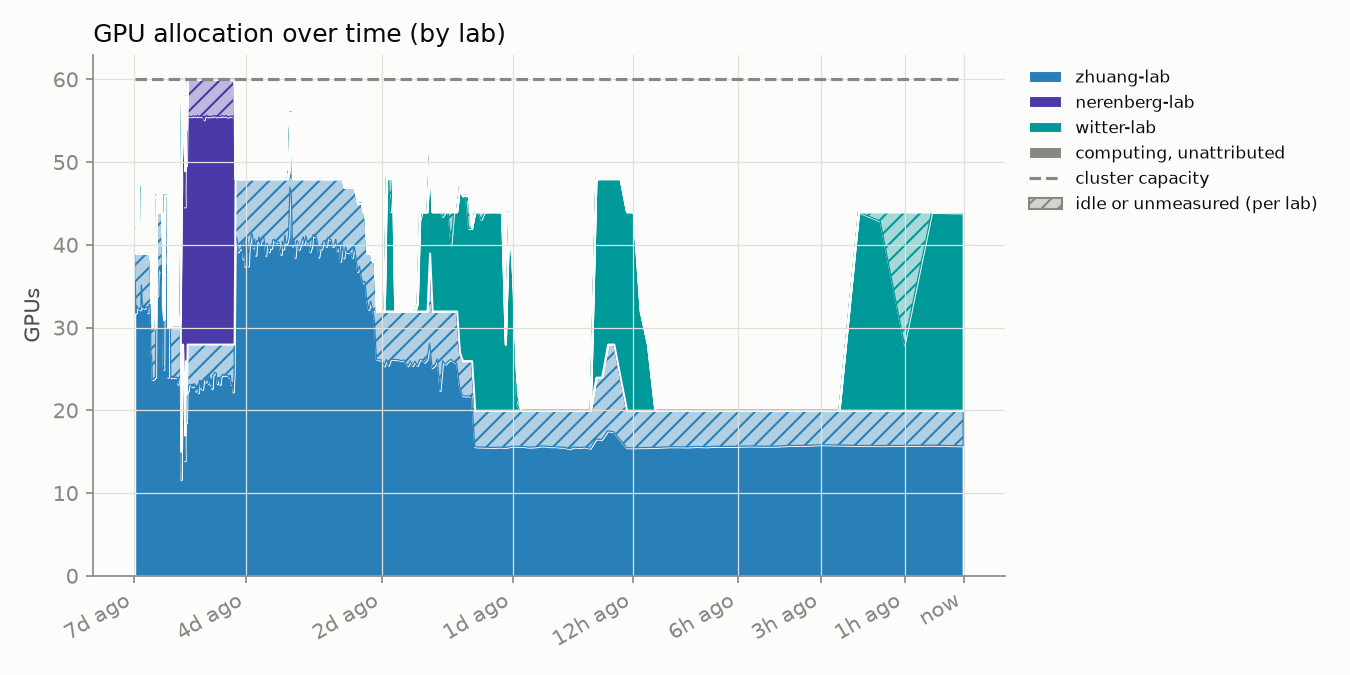 GPU allocation over time (by lab)
60
50
40
30
20
10
0
GPUs
7d ago
4d ago
2d ago
1d ago
12h ago
6h ago
3h ago
1h ago
now
zhuang-lab
nerenberg-lab
witter-lab
computing, unattributed
cluster capacity
idle or unmeasured (per lab)